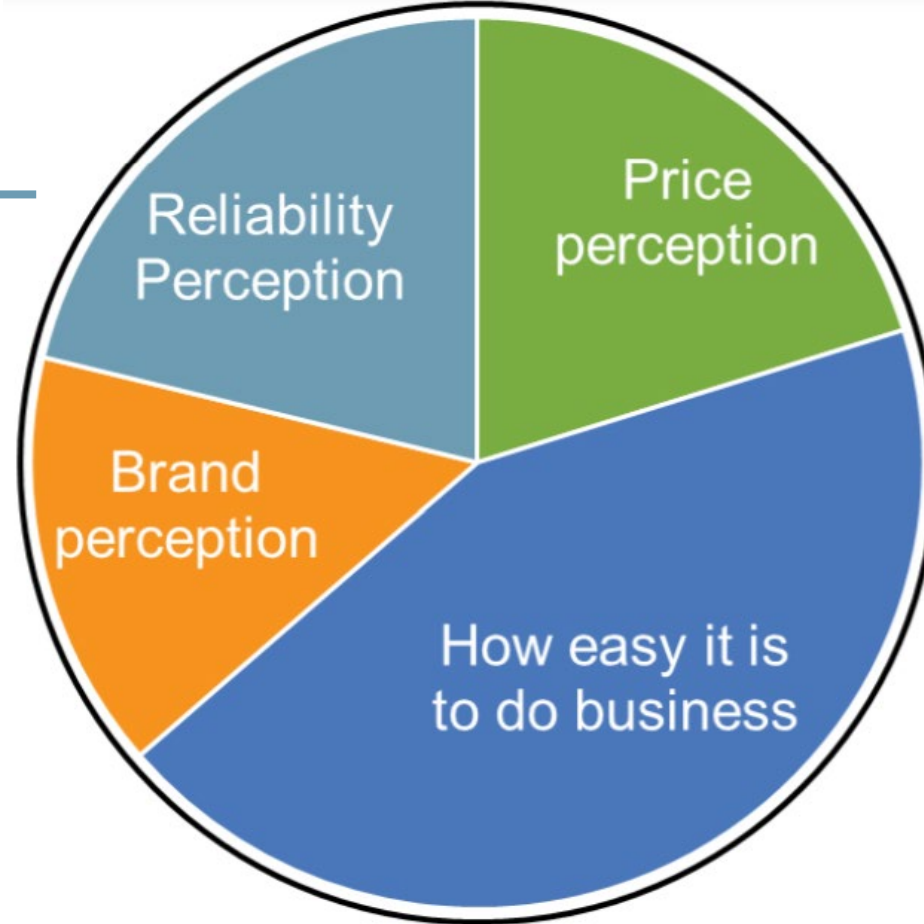 Reliability
Perception
Price
perception
Brand
perception
How easy it is
to do business